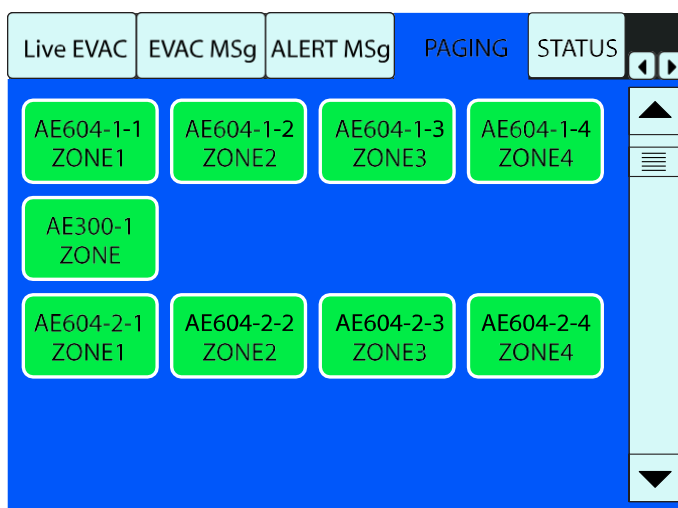 Live EVAC EVAC MSg ALERT MSg PAGING STATUS
AE604-1-1 AE604-1-2 AE604-1-3 AE604-1-4
ZONE1 ZONE2 ZONE3 ZONE4
AE300-1
ZONE
AE604-2-1 AE604-2-2 AE604-2-3 AE604-2-4
ZONE1 ZONE2 ZONE3 ZONE4